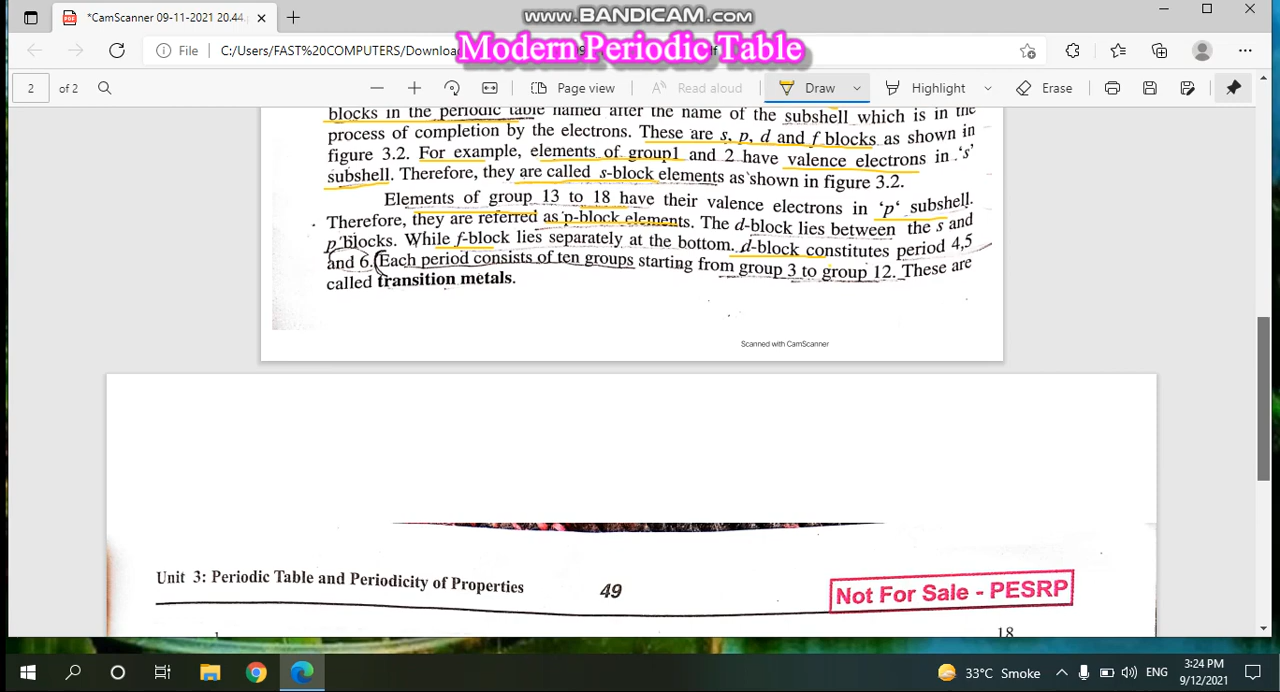 *CamScanner 09-11-2021 20.44.
www.BANDICAM.com
File
C:/Users/FAST%20COMPUTERS/Downloa
Modern Periodic Table
2 of 2
Page view
Read aloud
Draw
Highlight
Erase
blocks in the periodic table named after the name of the subshell which is in the
process of completion by the electrons. These are s, p, d and f blocks as shown in
figure 3.2. For example, elements of group1 and 2 have valence electrons in 's'
subshell. Therefore, they are called s-block elements as shown in figure 3.2.
Elements of group 13 to 18 have their valence electrons in 'p' subshell.
Therefore, they are referred as p-block elements. The d-block lies between the s and
p blocks. While f-block lies separately at the bottom. d-block constitutes period 4,5
and 6. Each period consists of ten groups starting from group 3 to group 12. These are
called transition metals.
Scanned with CamScanner
Unit 3: Periodic Table and Periodicity of Properties
49
Not For Sale - PESRP
18
33°C Smoke
ENG
3:24 PM
9/12/2021